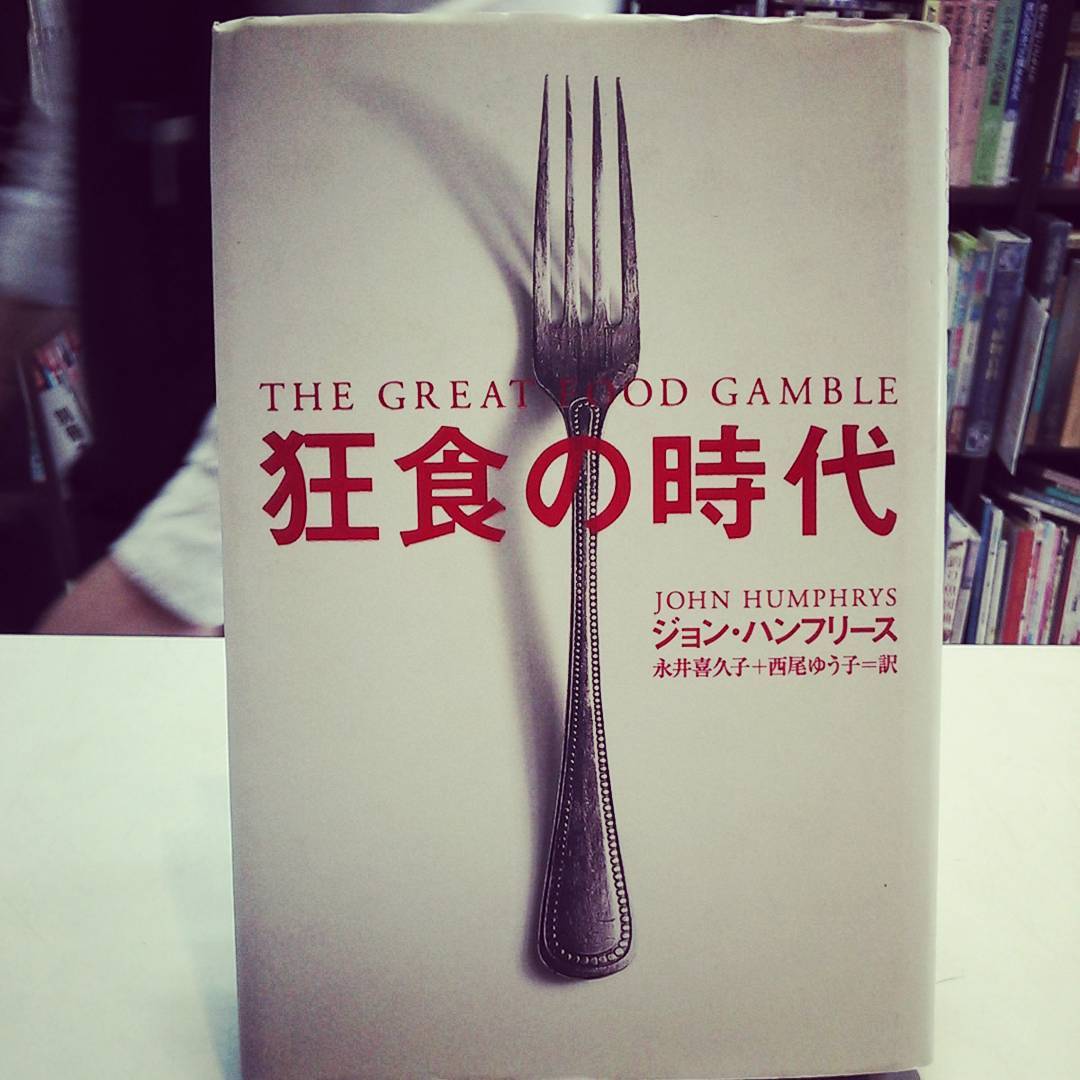 THE GREAT FOOD GAMBLE
狂食の時代
JOHN HUMPHRYS
ジョン・ハンフリース
永井喜久子+西尾ゆう子=訳